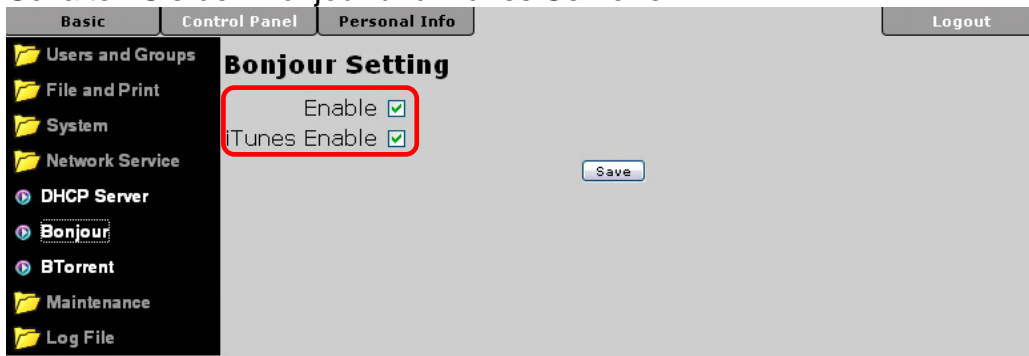 Basic Control Panel Personal Info Logout
Users and Groups
File and Print
System
Network Service
DHCP Server
Bonjour
BTorrent
Maintenance
Log File
Bonjour Setting
Enable
iTunes Enable
Save